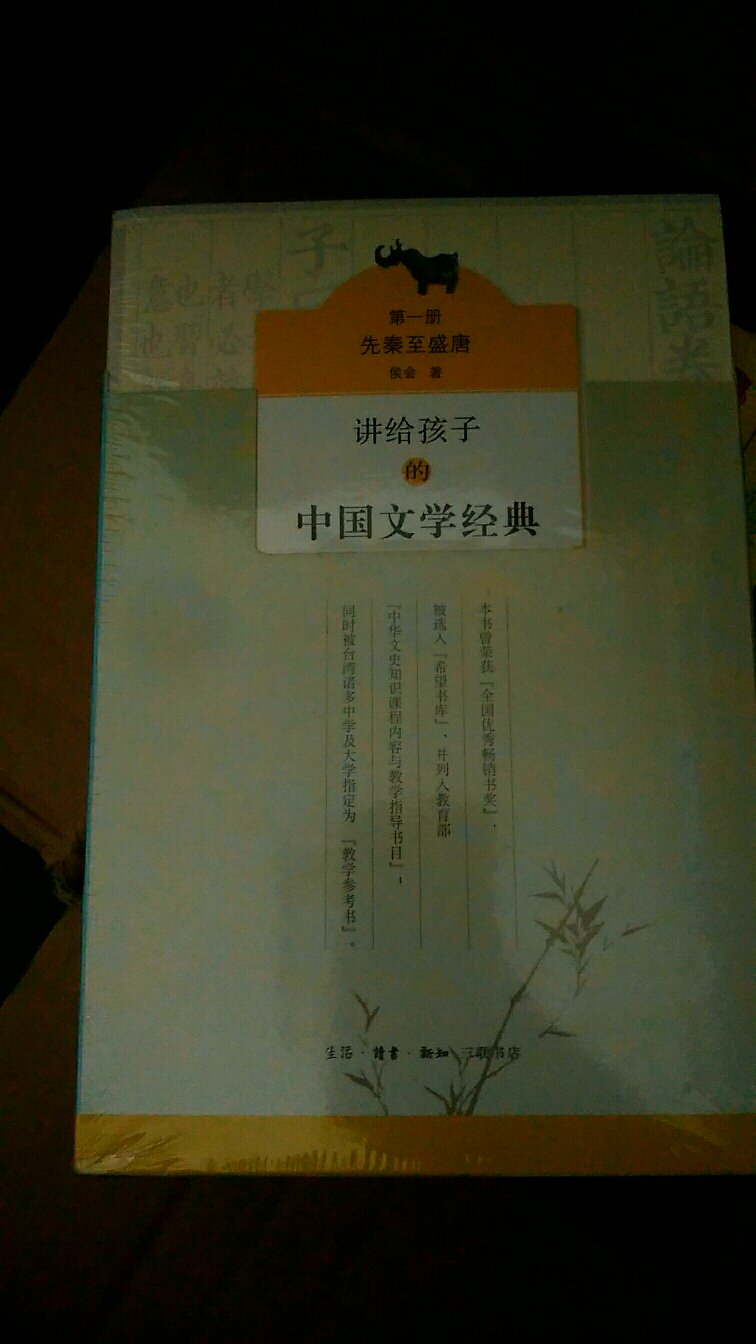 論語
子
第一册
先秦至盛唐
侯会 著
讲给孩子
的
中国文学经典
本书曾荣获『全国优秀畅销书奖』，
被选入『希望书库』，并列入教育部
『中华文史知识课程内容与教学指导书目』；
同时被台湾诸多中学及大学指定为『教学参考书』。
生活·讀書·新知 三联书店